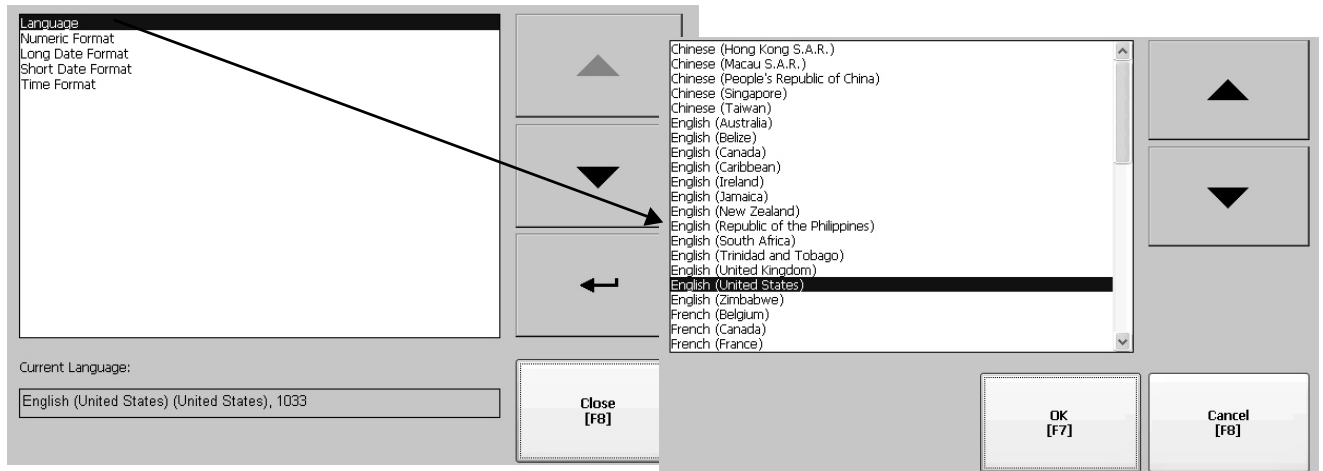 Language
Numeric Format
Long Date Format
Short Date Format
Time Format
Current Language:
English (United States) (United States), 1033
Close
[F8]
Chinese (Hong Kong S.A.R.)
Chinese (Macau S.A.R.)
Chinese (People's Republic of China)
Chinese (Singapore)
Chinese (Taiwan)
English (Australia)
English (Belize)
English (Canada)
English (Caribbean)
English (Ireland)
English (Jamaica)
English (New Zealand)
English (Republic of the Philippines)
English (South Africa)
English (Trinidad and Tobago)
English (United Kingdom)
English (United States)
English (Zimbabwe)
French (Belgium)
French (Canada)
French (France)
OK
[F7]
Cancel
[F8]